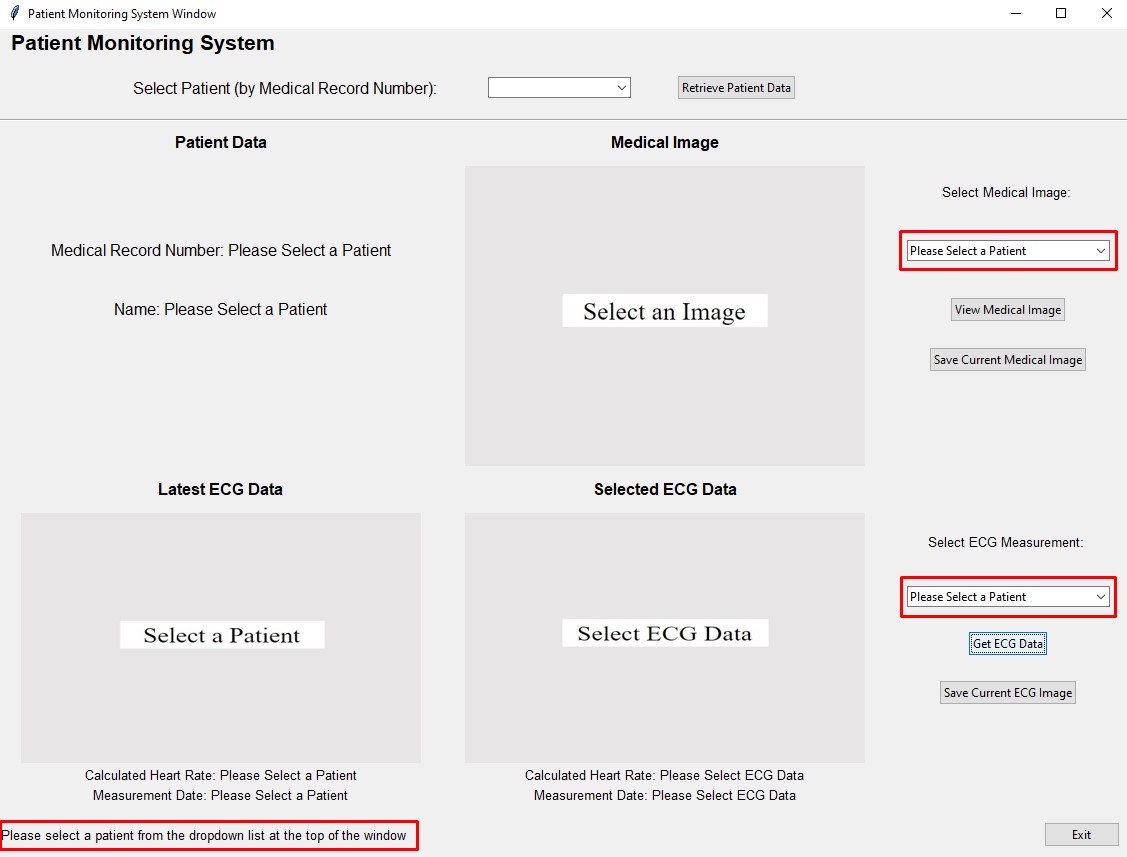 Patient Monitoring System Window
Patient Monitoring System
Select Patient (by Medical Record Number):
Retrieve Patient Data
Patient Data
Medical Image
Select Medical Image:
Medical Record Number: Please Select a Patient
Please Select a Patient
Name: Please Select a Patient
Select an Image
View Medical Image
Save Current Medical Image
Latest ECG Data
Selected ECG Data
Select ECG Measurement:
Please Select a Patient
Select a Patient
Select ECG Data
Get ECG Data
Save Current ECG Image
Calculated Heart Rate: Please Select a Patient
Calculated Heart Rate: Please Select ECG Data
Measurement Date: Please Select a Patient
Measurement Date: Please Select ECG Data
Please select a patient from the dropdown list at the top of the window
Exit